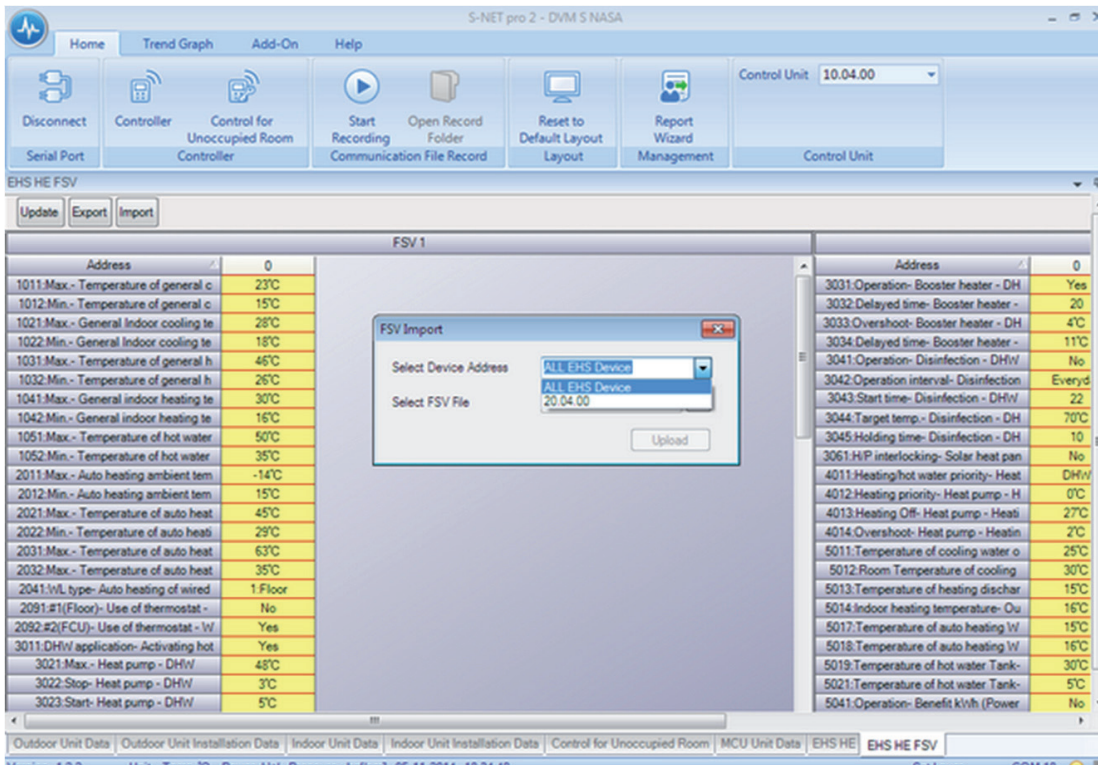 S-NET pro 2 - DVM S NASA
Home Trend Graph Add-On Help
Disconnect
Serial Port
Controller
Control for
Unoccupied Room
Controller
Start
Recording
Open Record
Folder
Communication File Record
Reset to
Default Layout
Layout
Report
Wizard
Management
Control Unit 10.04.00
Control Unit
EHS HE FSV
Update Export Import
FSV 1
Address 0
1011:Max.- Temperature of general c 23℃
1012:Min.- Temperature of general c 15℃
1021:Max.- General Indoor cooling te 28℃
1022:Min.- General Indoor cooling te 18℃
1031:Max.- Temperature of general h 46℃
1032:Min.- Temperature of general h 26℃
1041:Max.- General indoor heating te 30℃
1042:Min.- General indoor heating te 16℃
1051:Max.- Temperature of hot water 50℃
1052:Min.- Temperature of hot water 35℃
2011:Max.- Auto heating ambient tem -14℃
2012:Min.- Auto heating ambient tem 15℃
2021:Max.- Temperature of auto heat 45℃
2022:Min.- Temperature of auto heati 29℃
2031:Max.- Temperature of auto heat 63℃
2032:Max.- Temperature of auto heat 35℃
2041:WL type- Auto heating of wired 1:Floor
2091:#1(Floor)- Use of thermostat - No
2092:#2(FCU)- Use of thermostat - W Yes
3011:DHW application- Activating hot Yes
3021:Max.- Heat pump - DHW 48℃
3022:Stop- Heat pump - DHW 3℃
3023:Start- Heat pump - DHW 5℃
FSV Import
Select Device Address ALL EHS Device
ALL EHS Device
20.04.00
Select FSV File
Upload
Address 0
3031:Operation- Booster heater - DH Yes
3032:Delayed time- Booster heater - 20
3033:Overshoot- Booster heater - DH 4℃
3034:Delayed time- Booster heater - 11℃
3041:Operation- Disinfection - DHW No
3042:Operation interval- Disinfection Everyd
3043:Start time- Disinfection - DHW 22
3044:Target temp.- Disinfection - DH 70℃
3045:Holding time- Disinfection - DH 10
3061:H/P interlocking- Solar heat pan No
4011:Heating/hot water priority- Heat DHW
4012:Heating priority- Heat pump - H 0℃
4013:Heating Off- Heat pump - Heati 27℃
4014:Overshoot- Heat pump - Heatin 2℃
5011:Temperature of cooling water o 25℃
5012:Room Temperature of cooling 30℃
5013:Temperature of heating dischar 15℃
5014:Indoor heating temperature- Ou 16℃
5017:Temperature of auto heating W 15℃
5018:Temperature of auto heating W 16℃
5019:Temperature of hot water Tank- 30℃
5021:Temperature of hot water Tank- 5℃
5041:Operation- Benefit kWh (Power No
Outdoor Unit Data Outdoor Unit Installation Data Indoor Unit Data Indoor Unit Installation Data Control for Unoccupied Room MCU Unit Data EHS HE EHS HE FSV